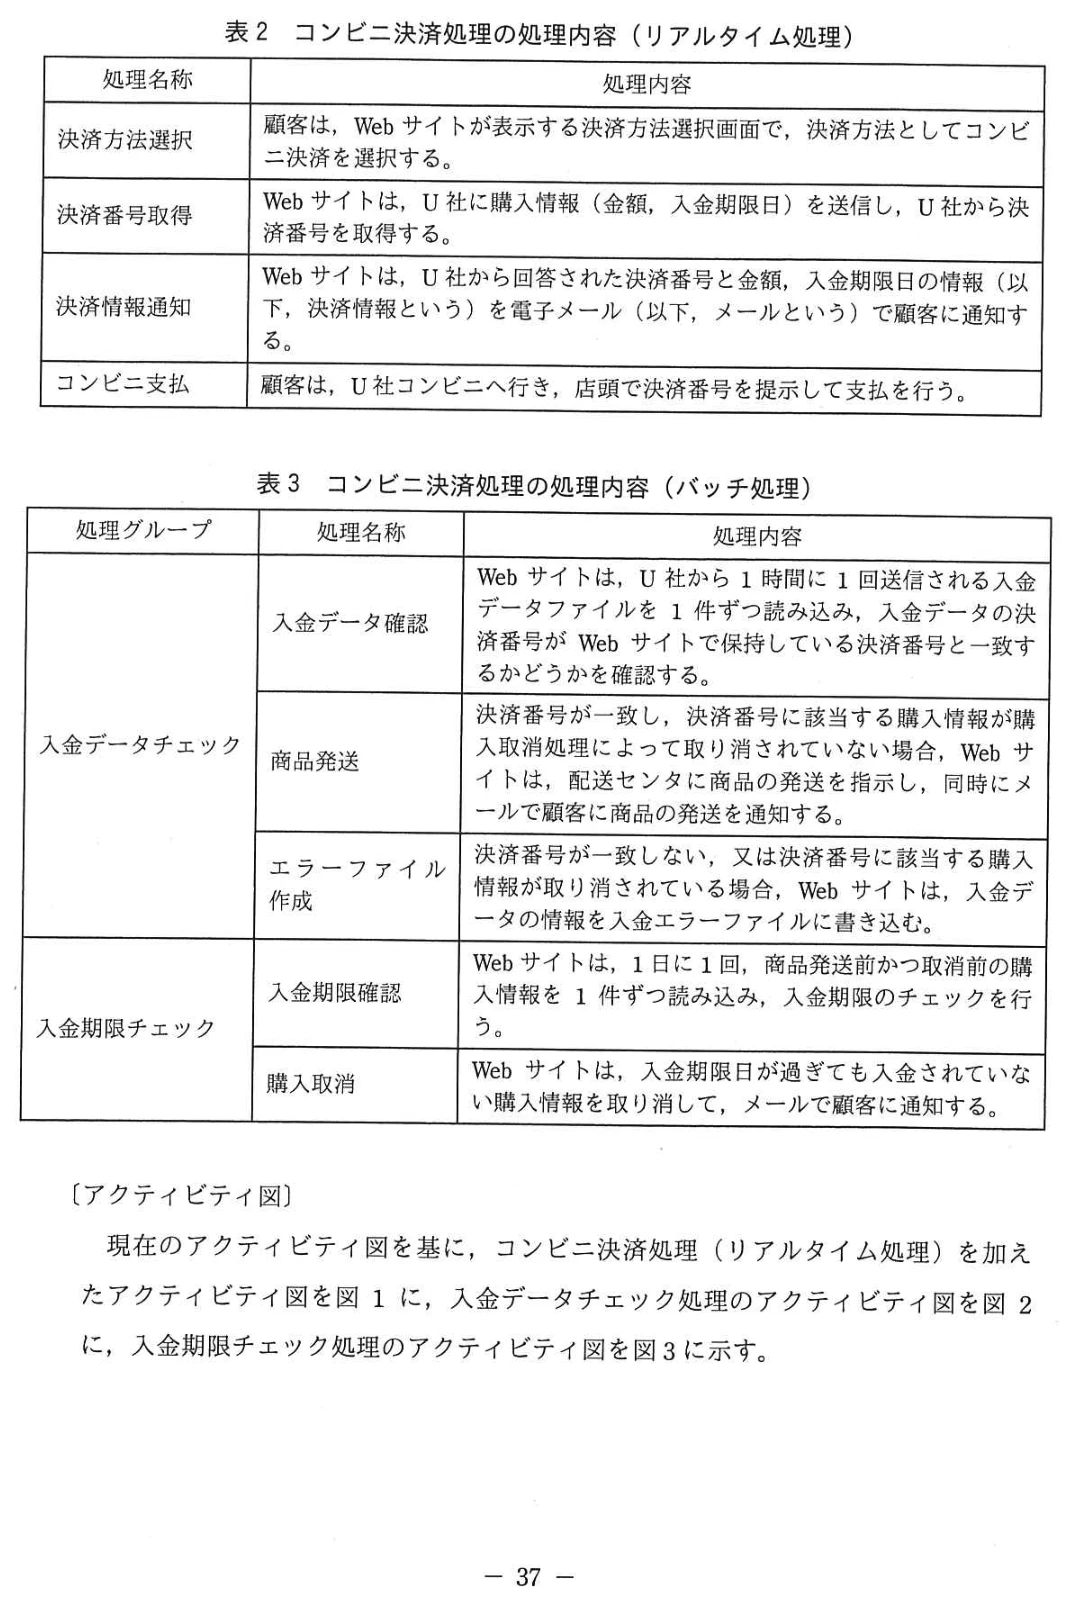 表2 コンビニ決済処理の処理内容（リアルタイム処理）
処理名称
処理内容
決済方法選択
顧客は，Web サイトが表示する決済方法選択画面で，決済方法としてコンビ
ニ決済を選択する。
決済番号取得
Web サイトは，U 社に購入情報（金額，入金期限日）を送信し，U 社から決
済番号を取得する。
決済情報通知
Web サイトは，U 社から回答された決済番号と金額，入金期限日の情報（以
下，決済情報という）を電子メール（以下，メールという）で顧客に通知す
る。
コンビニ支払
顧客は，U 社コンビニへ行き，店頭で決済番号を提示して支払を行う。
表3 コンビニ決済処理の処理内容（バッチ処理）
処理グループ
処理名称
処理内容
入金データチェック
入金データ確認
Web サイトは，U 社から 1 時間に 1 回送信される入金
データファイルを 1 件ずつ読み込み，入金データの決
済番号が Web サイトで保持している決済番号と一致す
るかどうかを確認する。
商品発送
決済番号が一致し，決済番号に該当する購入情報が購
入取消処理によって取り消されていない場合，Web サ
イトは，配送センタに商品の発送を指示し，同時にメ
ールで顧客に商品の発送を通知する。
エラーファイル
作成
決済番号が一致しない，又は決済番号に該当する購入
情報が取り消されている場合，Web サイトは，入金デ
ータの情報を入金エラーファイルに書き込む。
入金期限チェック
入金期限確認
Web サイトは，1 日に 1 回，商品発送前かつ取消前の購
入情報を 1 件ずつ読み込み，入金期限のチェックを行
う。
購入取消
Web サイトは，入金期限日が過ぎても入金されていな
い購入情報を取り消して，メールで顧客に通知する。
〔アクティビティ図〕
現在のアクティビティ図を基に，コンビニ決済処理（リアルタイム処理）を加え
たアクティビティ図を図 1 に，入金データチェック処理のアクティビティ図を図 2
に，入金期限チェック処理のアクティビティ図を図 3 に示す。
－ 37 －